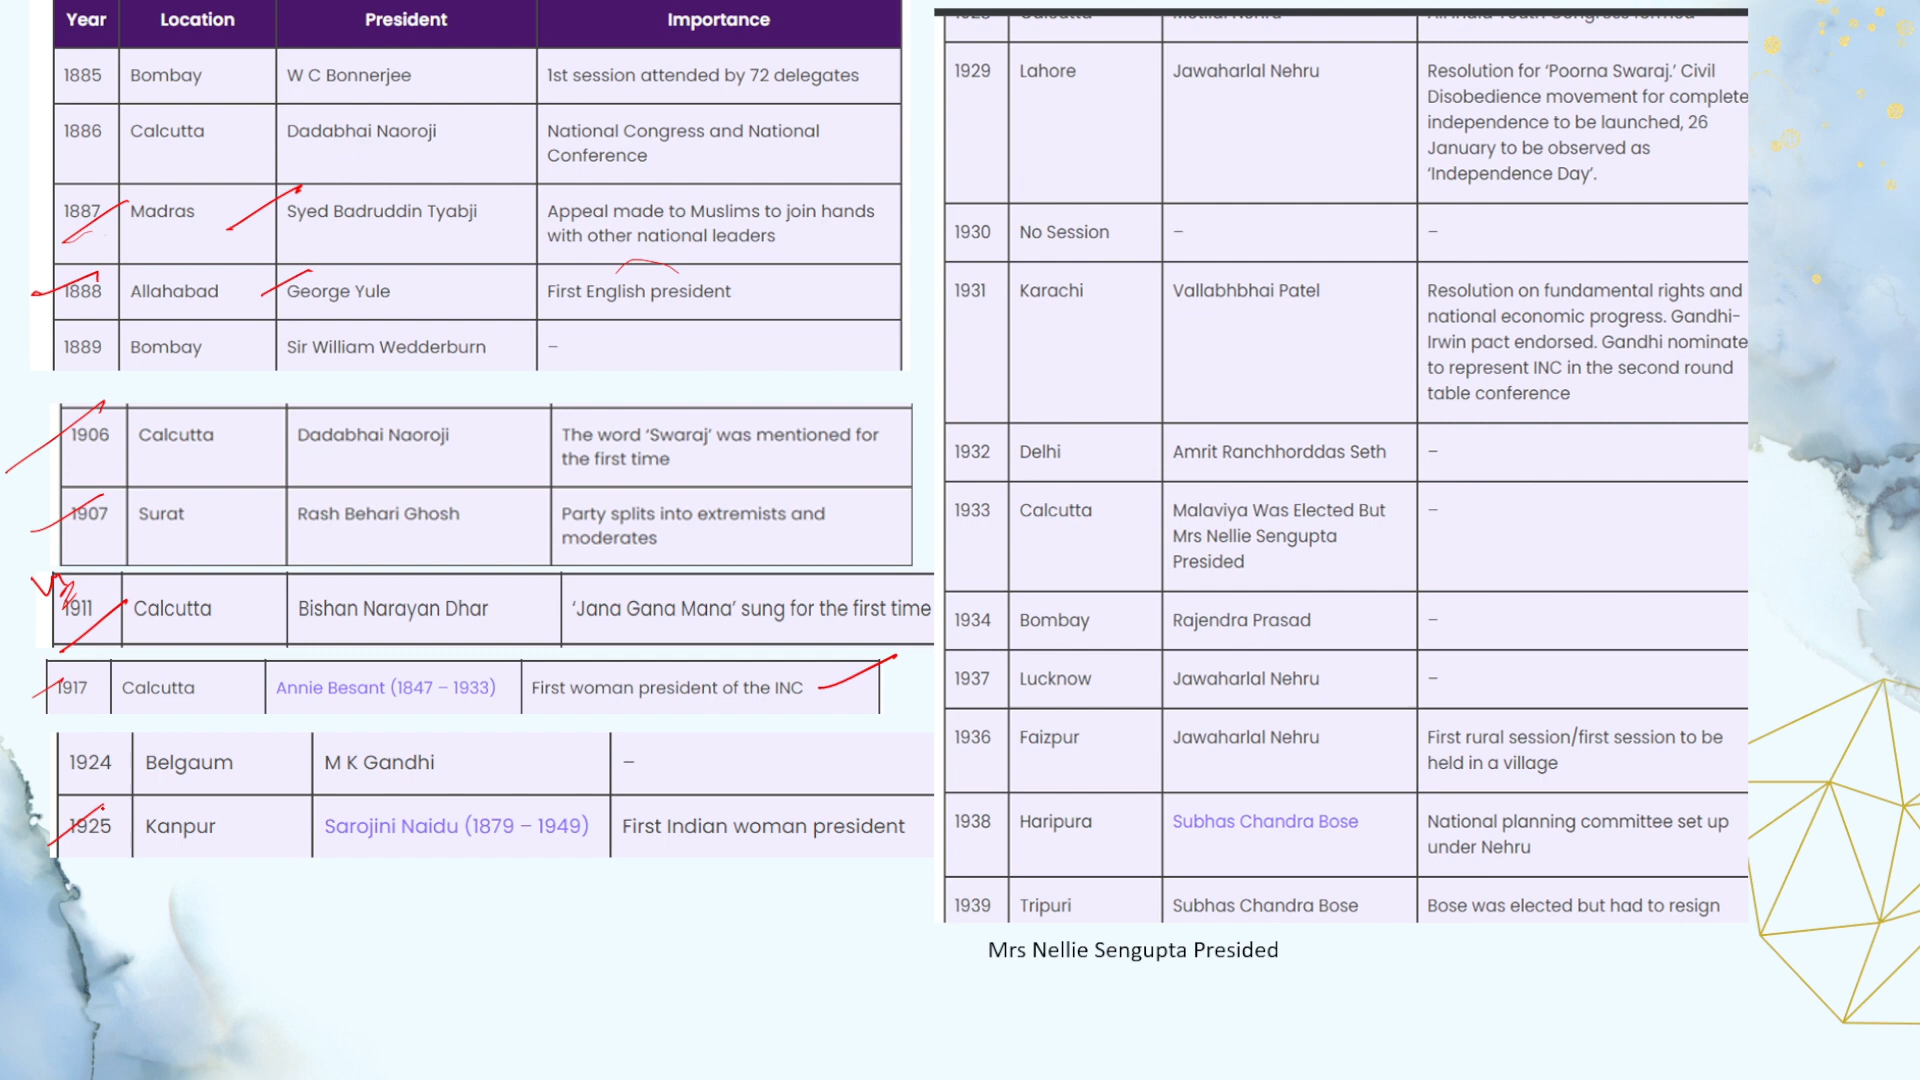 Year Location President Importance
1885 Bombay W C Bonnerjee 1st session attended by 72 delegates
1886 Calcutta Dadabhai Naoroji National Congress and National
Conference
1887 Madras Syed Badruddin Tyabji Appeal made to Muslims to join hands
with other national leaders
1888 Allahabad George Yule First English president
1889 Bombay Sir William Wedderburn –
1906 Calcutta Dadabhai Naoroji The word ‘Swaraj’ was mentioned for
the first time
1907 Surat Rash Behari Ghosh Party splits into extremists and
moderates
1911 Calcutta Bishan Narayan Dhar ‘Jana Gana Mana’ sung for the first time
1917 Calcutta Annie Besant (1847 – 1933) First woman president of the INC
1924 Belgaum M K Gandhi –
1925 Kanpur Sarojini Naidu (1879 – 1949) First Indian woman president
1929 Lahore Jawaharlal Nehru Resolution for ‘Poorna Swaraj.’ Civil
Disobedience movement for complete
independence to be launched, 26
January to be observed as
‘Independence Day’.
1930 No Session – –
1931 Karachi Vallabhbhai Patel Resolution on fundamental rights and
national economic progress. Gandhi-
Irwin pact endorsed. Gandhi nominate
to represent INC in the second round
table conference
1932 Delhi Amrit Ranchhorddas Seth –
1933 Calcutta Malaviya Was Elected But –
Mrs Nellie Sengupta
Presided
1934 Bombay Rajendra Prasad –
1937 Lucknow Jawaharlal Nehru –
1936 Faizpur Jawaharlal Nehru First rural session/first session to be
held in a village
1938 Haripura Subhas Chandra Bose National planning committee set up
under Nehru
1939 Tripuri Subhas Chandra Bose Bose was elected but had to resign
Mrs Nellie Sengupta Presided